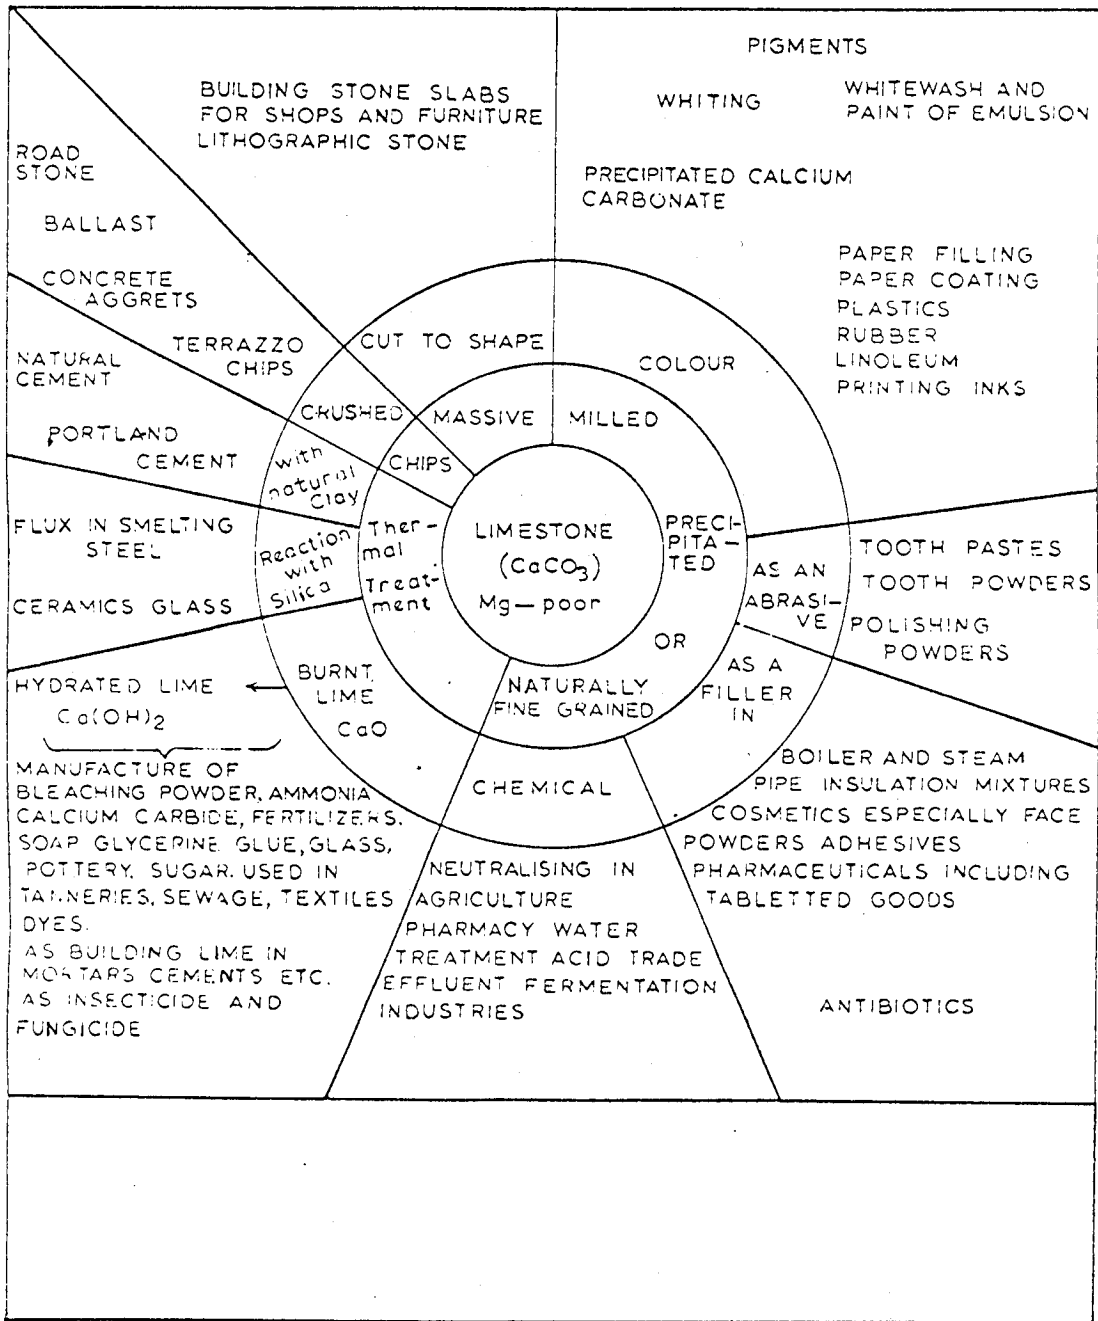 PIGMENTS
WHITING
WHITEWASH AND
PAINT OF EMULSION
PRECIPITATED CALCIUM
CARBONATE
PAPER FILLING
PAPER COATING
PLASTICS
RUBBER
LINOLEUM
PRINTING INKS
BUILDING STONE SLABS
FOR SHOPS AND FURNITURE
LITHOGRAPHIC STONE
ROAD
STONE
BALLAST
CONCRETE
AGGRETS
TERRAZZO
CHIPS
NATURAL
CEMENT
PORTLAND
CEMENT
FLUX IN SMELTING
STEEL
CERAMICS GLASS
HYDRATED LIME
Ca(OH)2
MANUFACTURE OF
BLEACHING POWDER, AMMONIA
CALCIUM CARBIDE, FERTILIZERS.
SOAP GLYCERINE GLUE, GLASS,
POTTERY, SUGAR. USED IN
TANNERIES, SEWAGE, TEXTILES
DYES.
AS BUILDING LIME IN
MORTARS CEMENTS ETC.
AS INSECTICIDE AND
FUNGICIDE
CUT TO SHAPE
COLOUR
CRUSHED
MASSIVE
MILLED
CHIPS
with
natural
Clay
Reaction
with
Silica
Ther-
mal
Treat-
ment
LIMESTONE
(CaCO3)
Mg-poor
PRECI-
PITA-
TED
OR
NATURALLY
FINE GRAINED
BURNT
LIME
CaO
CHEMICAL
AS AN
ABRASI-
VE
AS A
FILLER
IN
TOOTH PASTES
TOOTH POWDERS
POLISHING
POWDERS
BOILER AND STEAM
PIPE INSULATION MIXTURES
COSMETICS ESPECIALLY FACE
POWDERS ADHESIVES
PHARMACEUTICALS INCLUDING
TABLETTED GOODS
ANTIBIOTICS
NEUTRALISING IN
AGRICULTURE
PHARMACY WATER
TREATMENT ACID TRADE
EFFLUENT FERMENTATION
INDUSTRIES